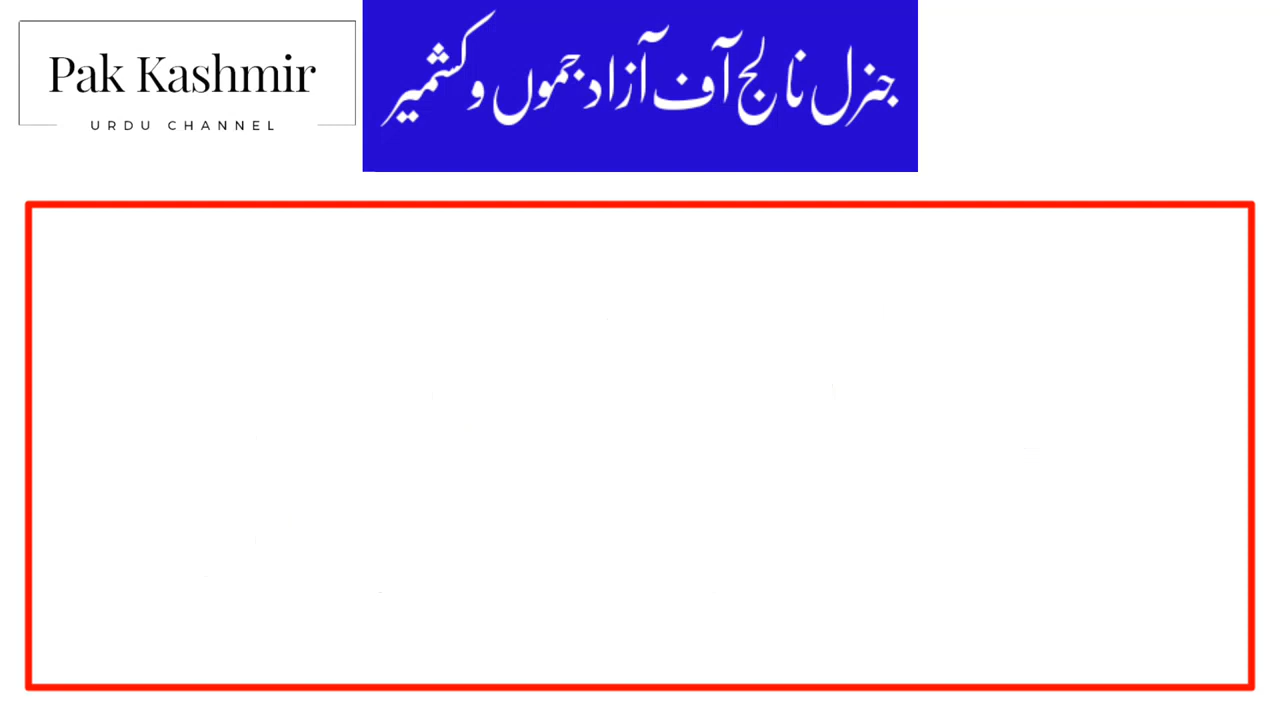 Pak Kashmir
URDU CHANNEL
جنرل نالج آف آزاد جموں و کشمیر